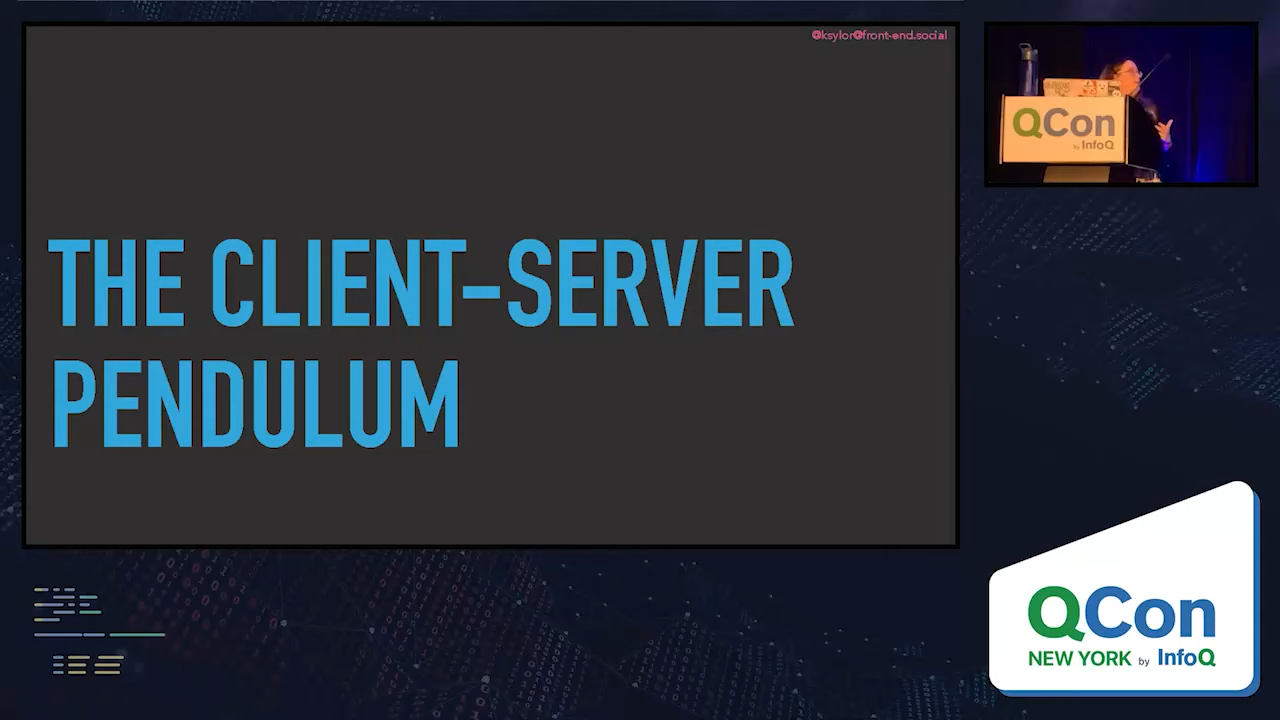 @ksylor@front-end.social
THE CLIENT-SERVER
PENDULUM
QCon
by InfoQ
QCon
NEW YORK by InfoQ